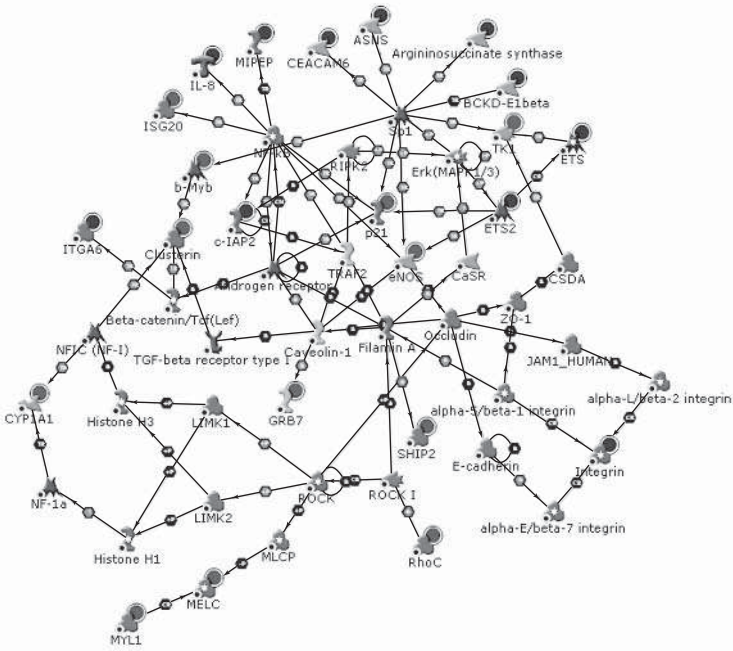 ASNS
MIPEP
CEACAM6
Argininosuccinate synthase
IL-8
BCKD-E1beta
ISG20
Sp1
NFkB
TK1
ETS
RIPK2
Erk(MAPK1/3)
b-Myb
c-IAP2
p21
ETS2
ITGA6
Clusterin
TRAF2
eNOS
CaSR
CSDA
Androgen receptor
Beta-catenin/Tcf(Lef)
ZO-1
NFIC (NF-I)
TGF-beta receptor type I
Caveolin-1
Filamin A
Occludin
JAM1_HUMAN
CYP1A1
Histone H3
LIMK1
GRB7
alpha-5/beta-1 integrin
alpha-L/beta-2 integrin
SHIP2
E-cadherin
Integrin
NF-1a
LIMK2
ROCK
ROCK I
alpha-E/beta-7 integrin
Histone H1
MLCP
RhoC
MELC
MYL1